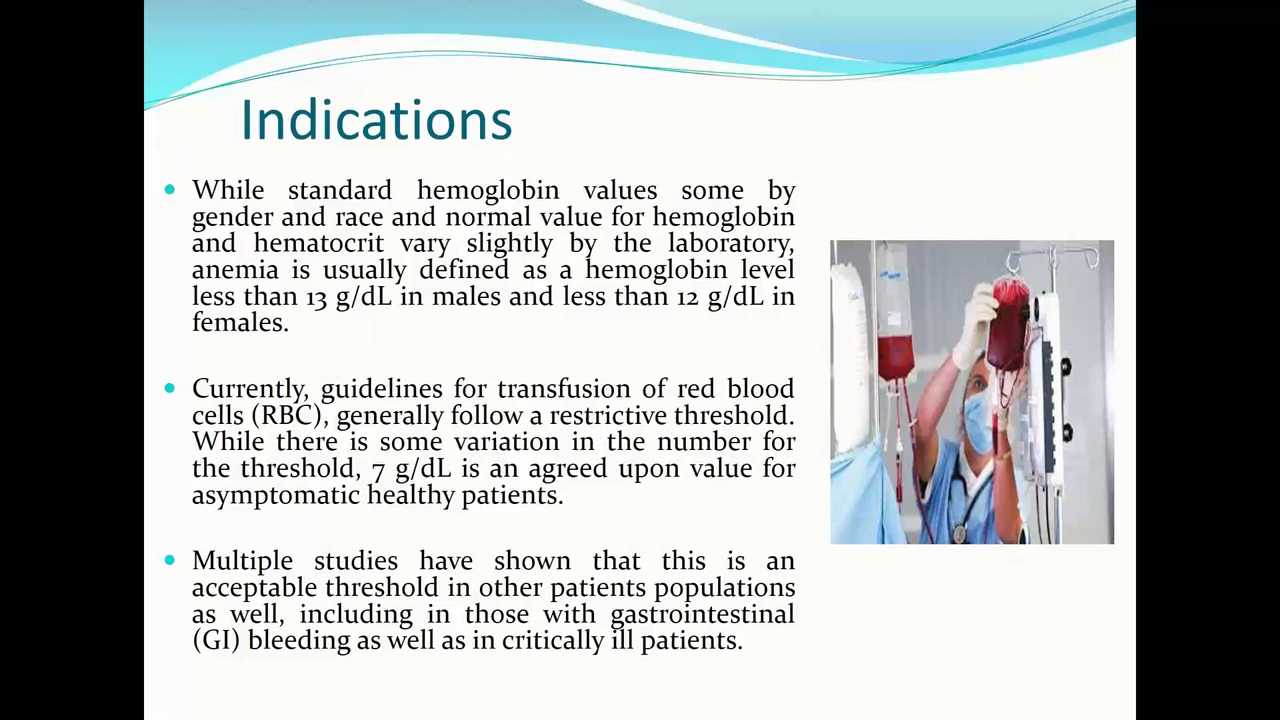 Indications
While standard hemoglobin values some by
gender and race and normal value for hemoglobin
and hematocrit vary slightly by the laboratory,
anemia is usually defined as a hemoglobin level
less than 13 g/dL in males and less than 12 g/dL in
females.
Currently, guidelines for transfusion of red blood
cells (RBC), generally follow a restrictive threshold.
While there is some variation in the number for
the threshold, 7 g/dL is an agreed upon value for
asymptomatic healthy patients.
Multiple studies have shown that this is an
acceptable threshold in other patients populations
as well, including in those with gastrointestinal
(GI) bleeding as well as in critically ill patients.